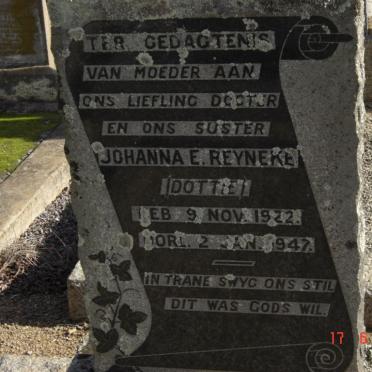 TER GEDAGTENIS
VAN MOEDER AAN
ONS LIEFLING DOGTER
EN ONS SUSTER
JOHANNA E. REYNEKE
(DOTTIE)
GEB. 9. NOV. 1922.
OORL. 2. JAN. 1947.
IN TRANE SWYG ONS STIL
DIT WAS GODS WIL.
17 6